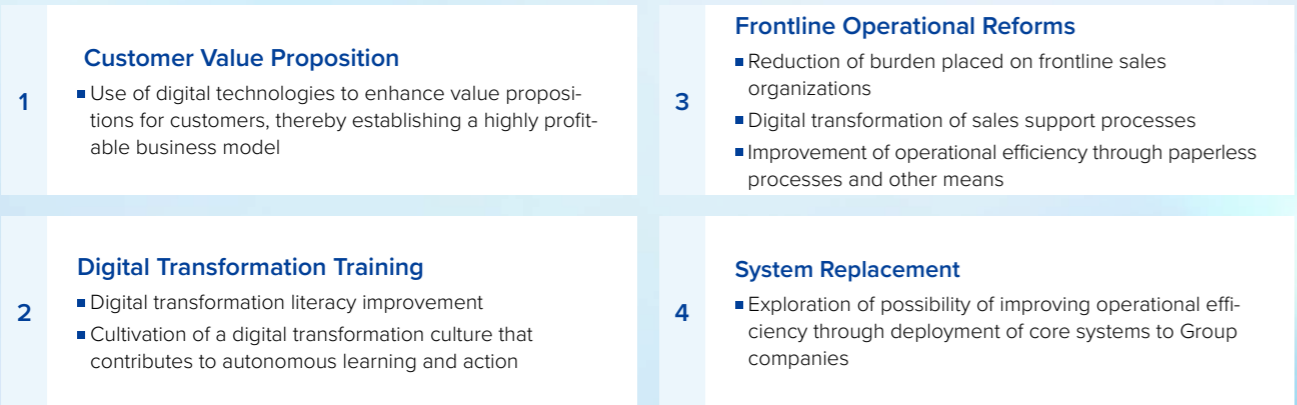 1
Customer Value Proposition
■ Use of digital technologies to enhance value proposi-
tions for customers, thereby establishing a highly profit-
able business model
2
Digital Transformation Training
■ Digital transformation literacy improvement
■ Cultivation of a digital transformation culture that
contributes to autonomous learning and action
3
Frontline Operational Reforms
■ Reduction of burden placed on frontline sales
organizations
■ Digital transformation of sales support processes
■ Improvement of operational efficiency through paperless
processes and other means
4
System Replacement
■ Exploration of possibility of improving operational effi-
ciency through deployment of core systems to Group
companies